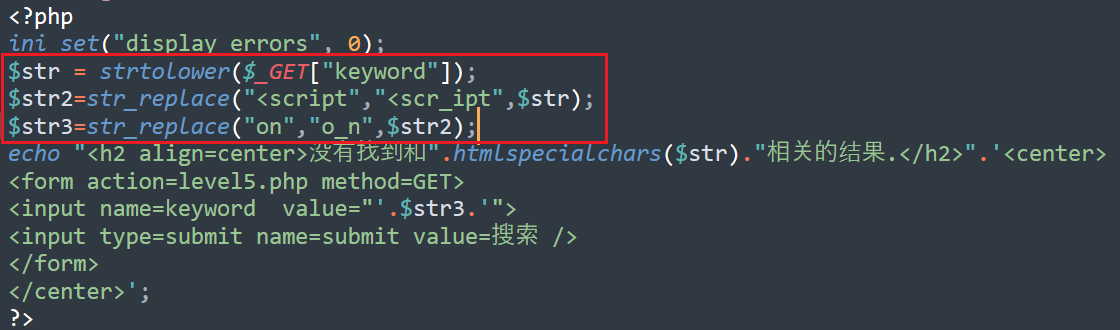 <?php
ini_set("display_errors", 0);
$str = strtolower($_GET["keyword"]);
$str2=str_replace("<script","<scr_ipt",$str);
$str3=str_replace("on","o_n",$str2);
echo "<h2 align=center>没有找到和".htmlspecialchars($str)."相关的结果.</h2>".'<center>
<form action=level5.php method=GET>
<input name=keyword  value="'.$str3.'">
<input type=submit name=submit value=搜索 />
</form>
</center>';
?>